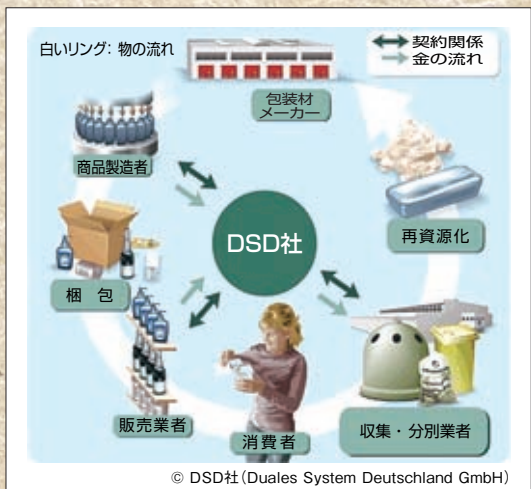 白いリング: 物の流れ
契約関係
金の流れ
包装材
メーカー
商品製造者
再資源化
DSD社
梱 包
販売業者
消費者
収集・分別業者
© DSD社(Duales System Deutschland GmbH)